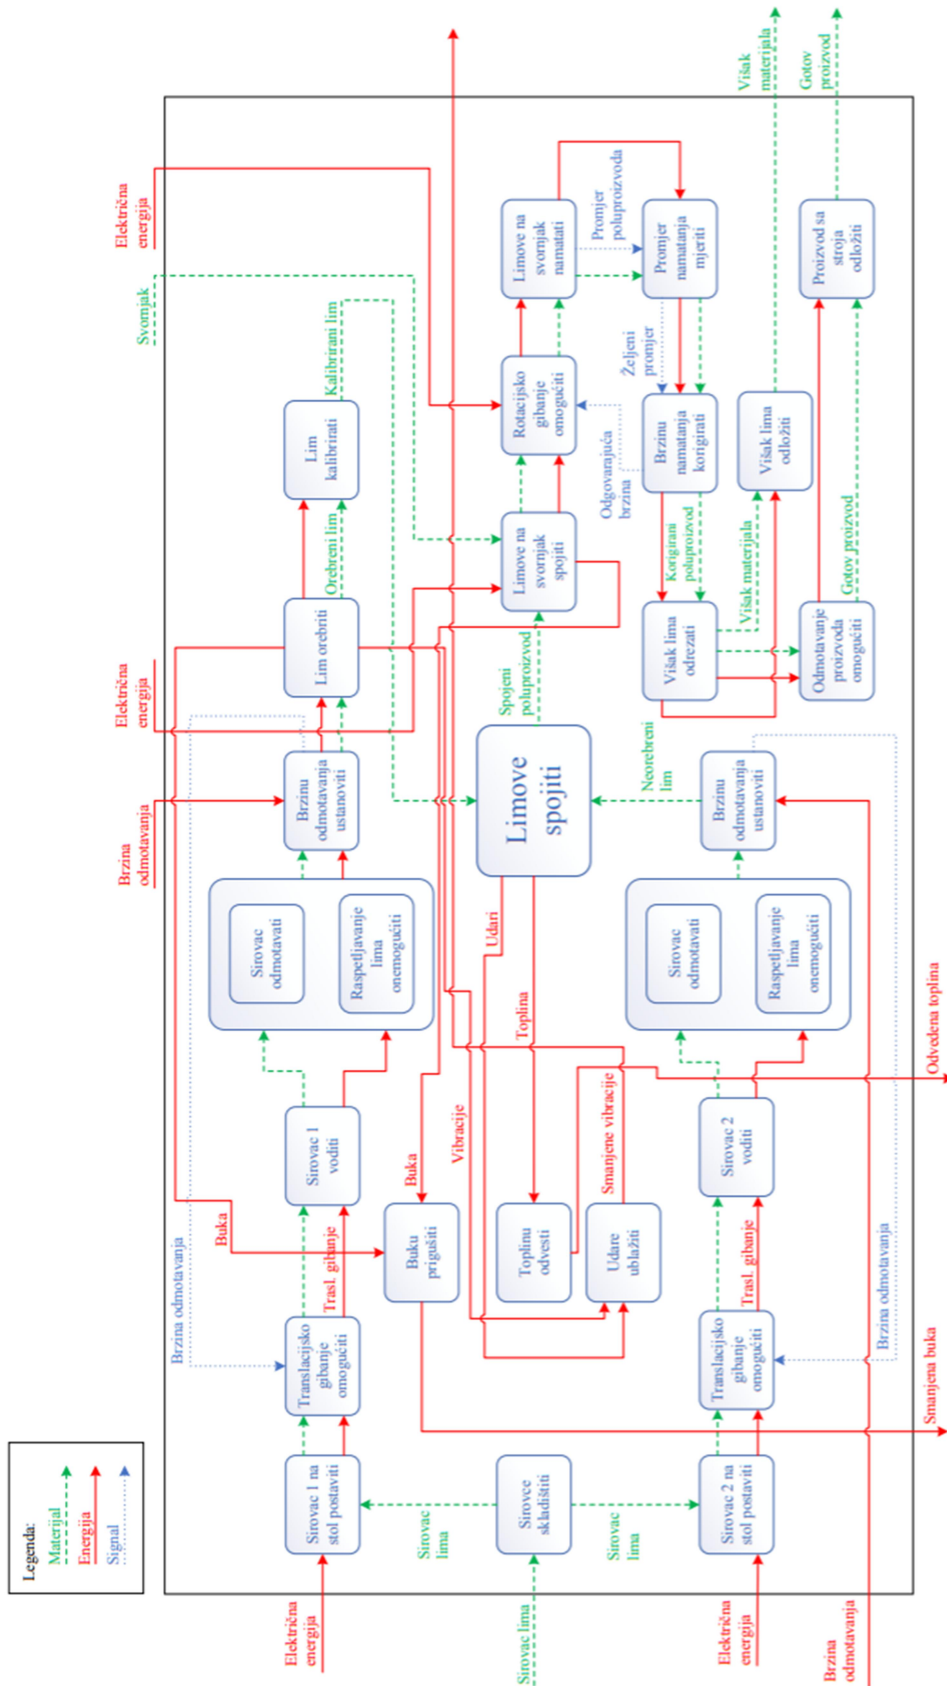 Legenda:
Materijal
Energija
Signal
Električna
energija
Sirovac lima
Električna
energija
Brzina
odmotavanja
Sirovac 1 na
stol postaviti
Sirovac
lima
Sirovce
skladištiti
Sirovac
lima
Sirovac 2 na
stol postaviti
Smanjena buka
Brzina odmotavanja
Translacijsko
gibanje
omogućiti
Trasl. gibanje
Buka
Buku
prigušiti
Buka
Vibracije
Toplinu
odvesti
Udare
ublažiti
Smanjene vibracije
Translacijsko
gibanje
omogućiti
Trasl. gibanje
Brzina odmotavanja
Sirovac 1
voditi
Sirovac 2
voditi
Odvedena toplina
Sirovac
odmotavati
Raspetljavanje
lima
onemogućiti
Udari
Toplina
Sirovac
odmotavati
Raspetljavanje
lima
onemogućiti
Brzina
odmotavanja
Brzinu
odmotavanja
ustanoviti
Limove
spojiti
Neorebreni
lim
Brzinu
odmotavanja
ustanoviti
Električna
energija
Lim orebriti
Orebreni lim
Spojeni
poluproizvod
Lim
kalibrirati
Kalibrirani lim
Svornjak
Limove na
svornjak
spojiti
Rotacijsko
gibanje
omogućiti
Limove na
svornjak
namatati
Električna
energija
Promjer
poluproizvoda
Promjer
namatanja
mjeriti
Željeni
promjer
Brzinu
namatanja
korigirati
Odgovarajuća
brzina
Korigirani
poluproizvod
Višak lima
odrezati
Višak materijala
Višak lima
odložiti
Odmotavanje
proizvoda
omogućiti
Gotov proizvod
Proizvod sa
stroja
odložiti
Višak
materijala
Gotov
proizvod